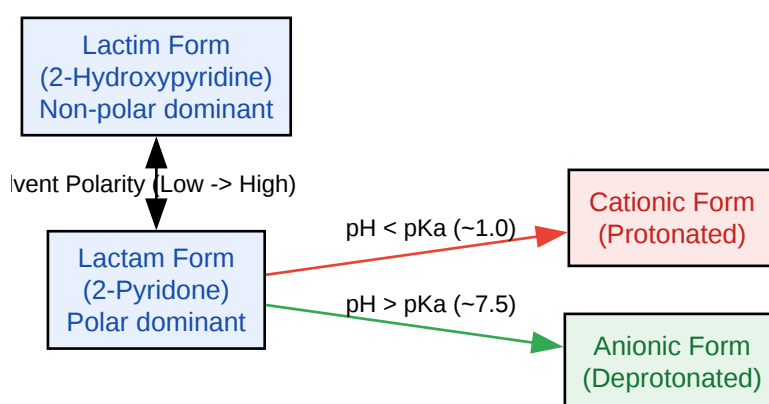 Lactim Form
(2-Hydroxypyridine)
Non-polar dominant
Polarity (Low -> High)
Lactam Form
(2-Pyridone)
Polar dominant
pH < pKa (~1.0)
pH > pKa (~7.5)
Cationic Form
(Protonated)
Anionic Form
(Deprotonated)